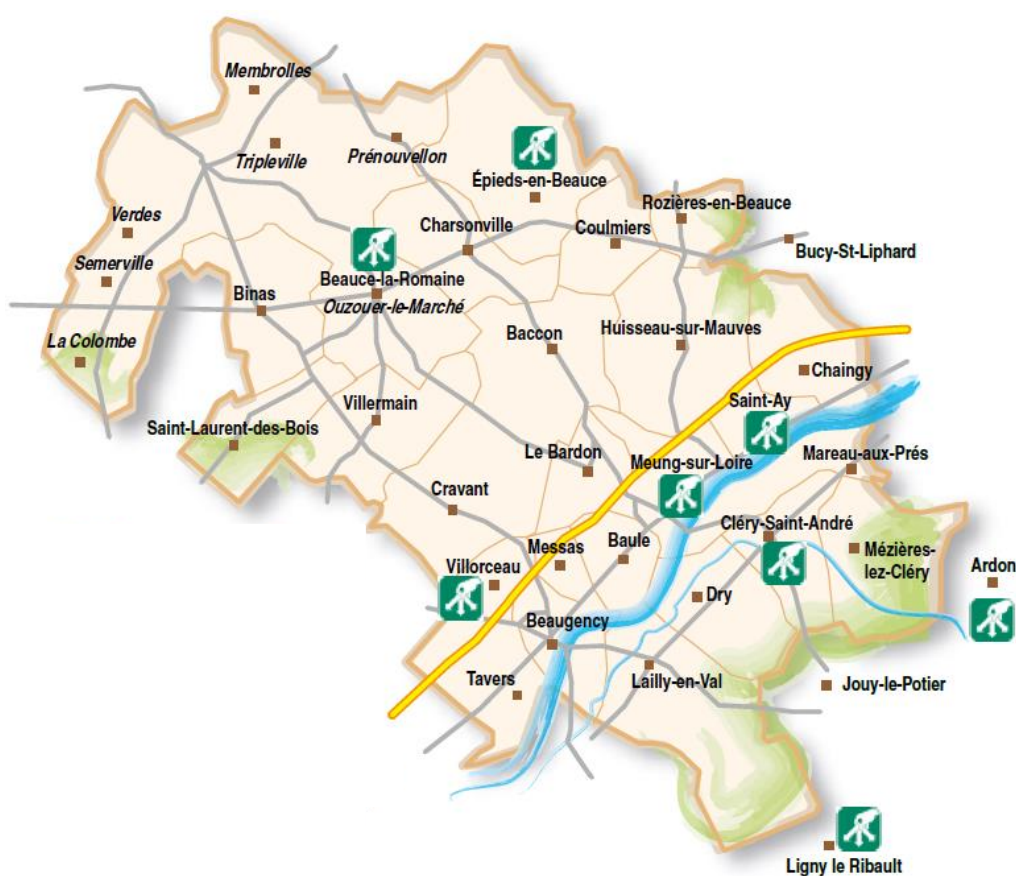 Membrolles
Tripleville
Prénouvellon
Épieds-en-Beauce
Rozières-en-Beauce
Verdes
Charsonville
Coulmiers
Bucy-St-Liphard
Semerville
Beauce-la-Romaine
Binas
Ouzouer-le-Marché
La Colombe
Baccon
Huisseau-sur-Mauves
Chaingy
Villermain
Saint-Ay
Saint-Laurent-des-Bois
Le Bardon
Meung-sur-Loire
Mareau-aux-Prés
Cravant
Cléry-Saint-André
Messas
Baule
Mézières-
lez-Cléry
Villorceau
Ardon
Dry
Beaugency
Tavers
Lailly-en-Val
Jouy-le-Potier
Ligny le Ribault